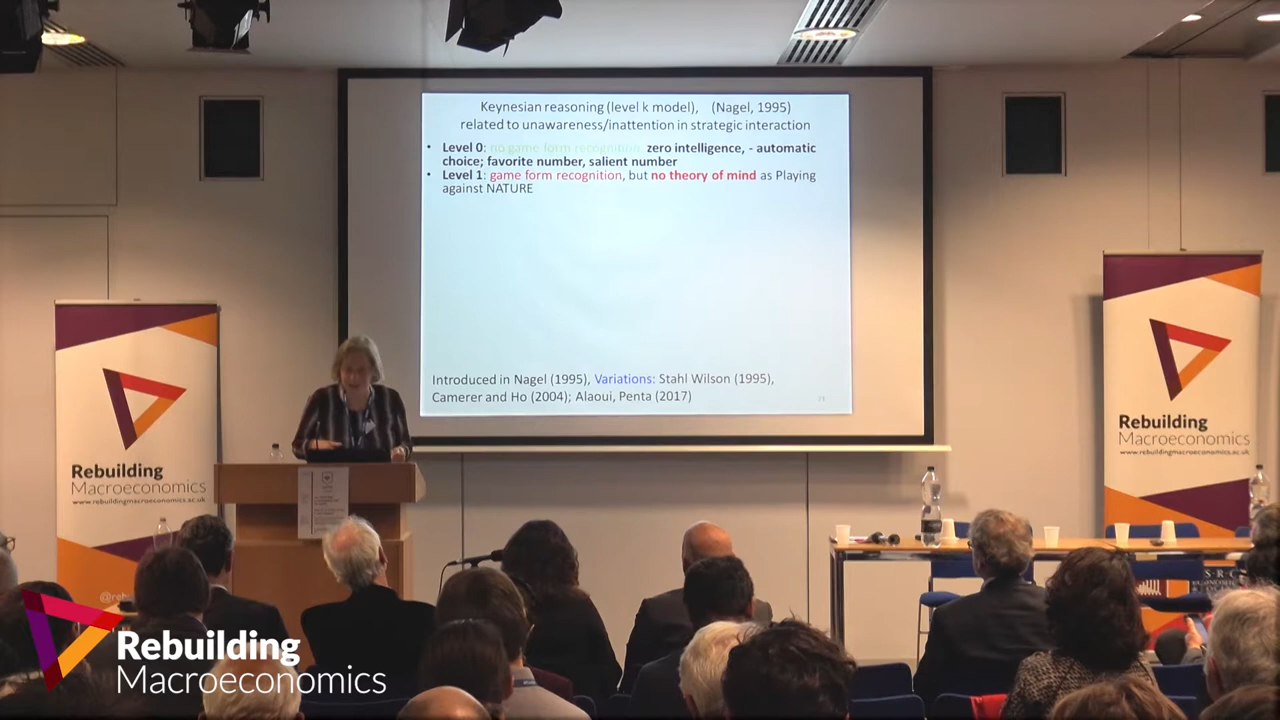 Keynesian reasoning (level k model), (Nagel, 1995)
related to unawareness/inattention in strategic interaction
• Level 0: no game form recognition, zero intelligence, - automatic
choice; favorite number, salient number
• Level 1: game form recognition, but no theory of mind as Playing
against NATURE
Introduced in Nagel (1995), Variations: Stahl Wilson (1995),
Camerer and Ho (2004); Alaoui, Penta (2017)
Rebuilding
Macroeconomics
www.rebuildingmacroeconomics.ac.uk
Rebuilding
Macroeconomics
www.rebuildingmacroeconomics.ac.uk
Rebuilding
Macroeconomics